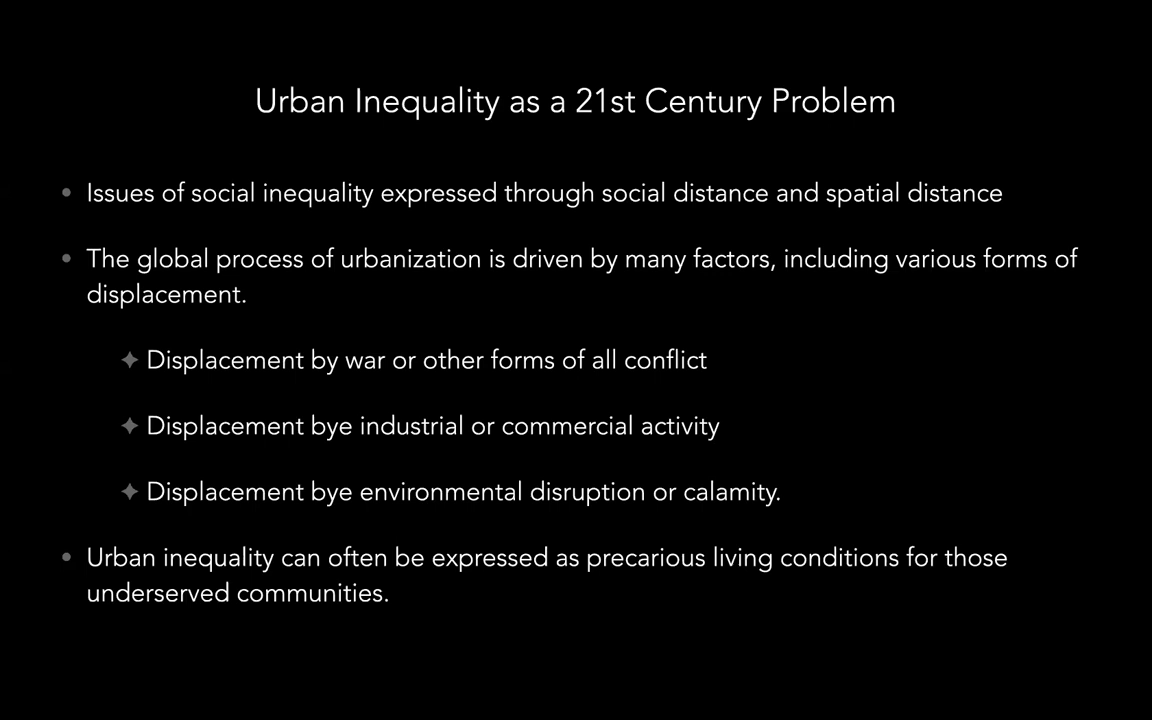 Urban Inequality as a 21st Century Problem
• Issues of social inequality expressed through social distance and spatial distance
• The global process of urbanization is driven by many factors, including various forms of
displacement.
✦ Displacement by war or other forms of all conflict
✦ Displacement bye industrial or commercial activity
✦ Displacement bye environmental disruption or calamity.
• Urban inequality can often be expressed as precarious living conditions for those
underserved communities.